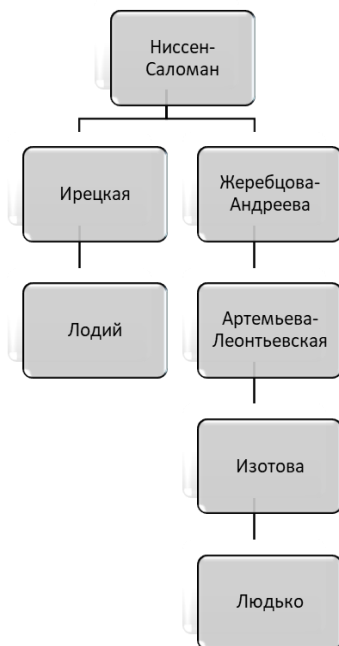 Ниссен-
Саломан
Ирецкая
Жеребцова-
Андреева
Лодий
Артемьева-
Леонтьевская
Изотова
Людько